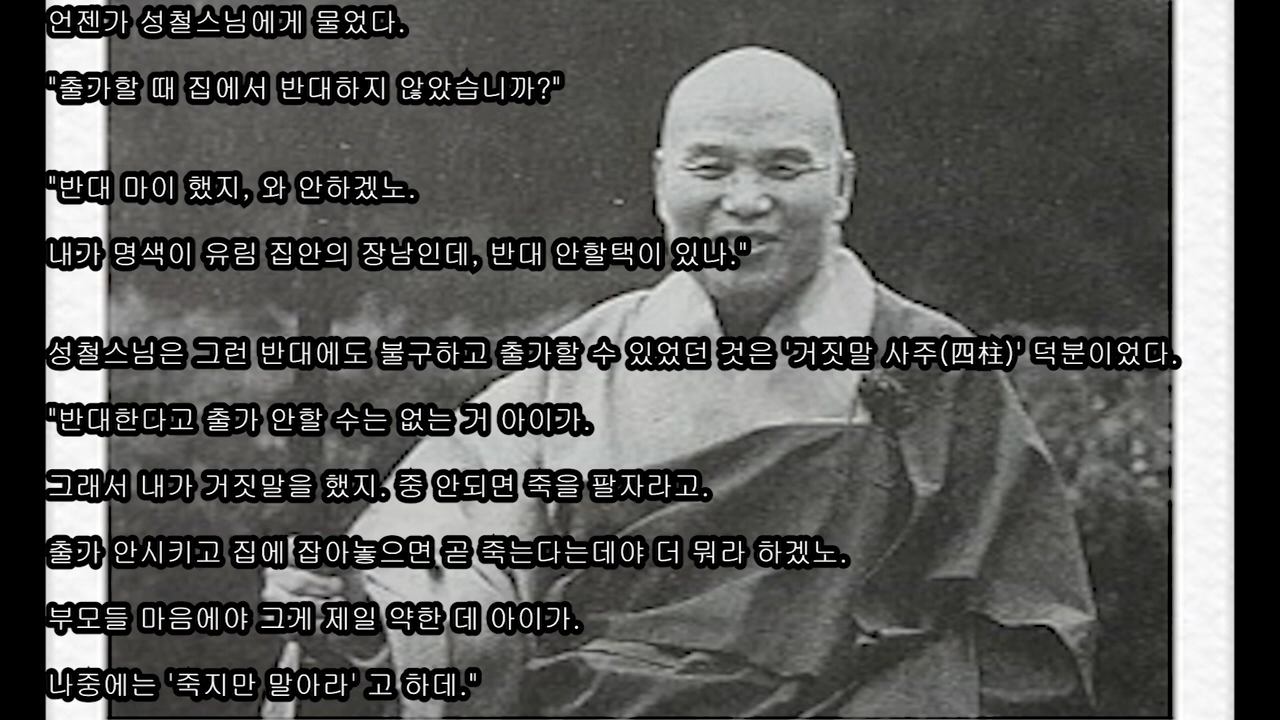 언젠가 성철스님에게 물었다.
"출가할 때 집에서 반대하지 않았습니까?"
"반대 마이 했지, 와 안하겠노.
내가 명색이 유림 집안의 장남인데, 반대 안할택이 있나."
성철스님은 그런 반대에도 불구하고 출가할 수 있었던 것은 '거짓말 사주(四柱)' 덕분이었다.
"반대한다고 출가 안할 수는 없는 거 아이가.
그래서 내가 거짓말을 했지. 중 안되면 죽을 팔자라고.
출가 안시키고 집에 잡아놓으면 곧 죽는다는데야 더 뭐라 하겠노.
부모들 마음에야 그게 제일 약한 데 아이가.
나중에는 '죽지만 말아라' 고 하데."